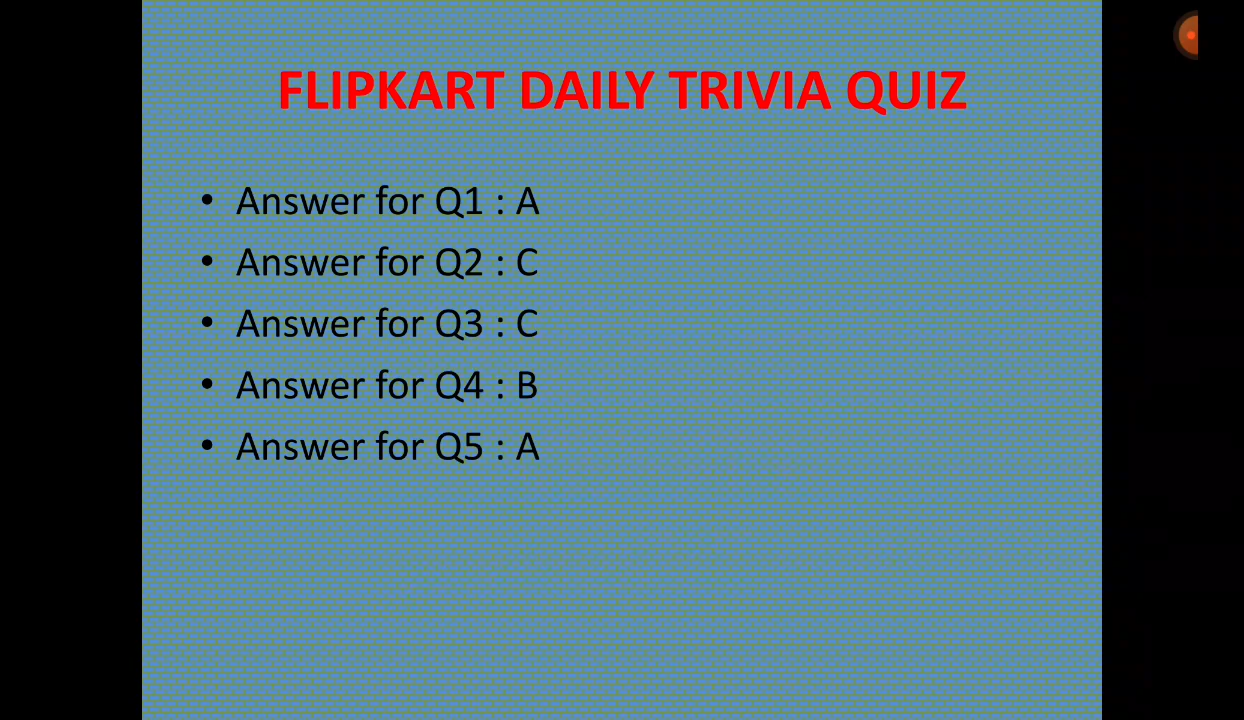 FLIPKART DAILY TRIVIA QUIZ
• Answer for Q1 : A
• Answer for Q2 : C
• Answer for Q3 : C
• Answer for Q4 : B
• Answer for Q5 : A